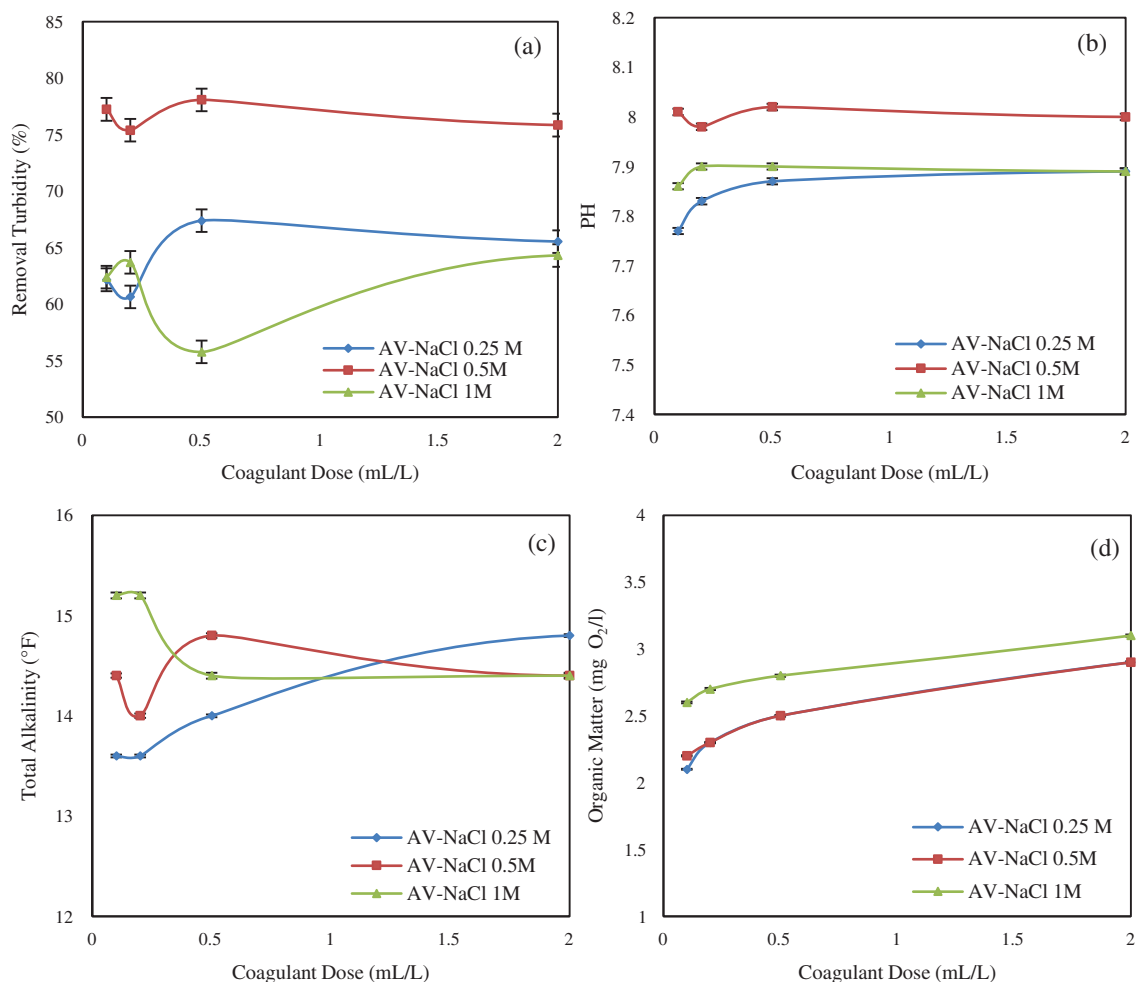 (a)
85
80
75
70
65
60
55
50
Removal Turbidity (%)
0 0.5 1 1.5 2
Coagulant Dose (mL/L)
AV-NaCl 0.25 M
AV-NaCl 0.5M
AV-NaCl 1M
(b)
8.2
8.1
8
7.9
7.8
7.7
7.6
7.5
7.4
PH
0 0.5 1 1.5 2
Coagulant Dose (mL/L)
AV-NaCl 0.25 M
AV-NaCl 0.5M
AV-NaCl 1M
(c)
16
15
14
13
12
Total Alkalinity (°F)
0 0.5 1 1.5 2
Coagulant Dose (mL/L)
AV-NaCl 0.25 M
AV-NaCl 0.5M
AV-NaCl 1M
(d)
4
3.5
3
2.5
2
1.5
1
Organic Matter (mg O₂/l)
0 0.5 1 1.5 2
Coagulant Dose (mL/L)
AV-NaCl 0.25 M
AV-NaCl 0.5M
AV-NaCl 1M